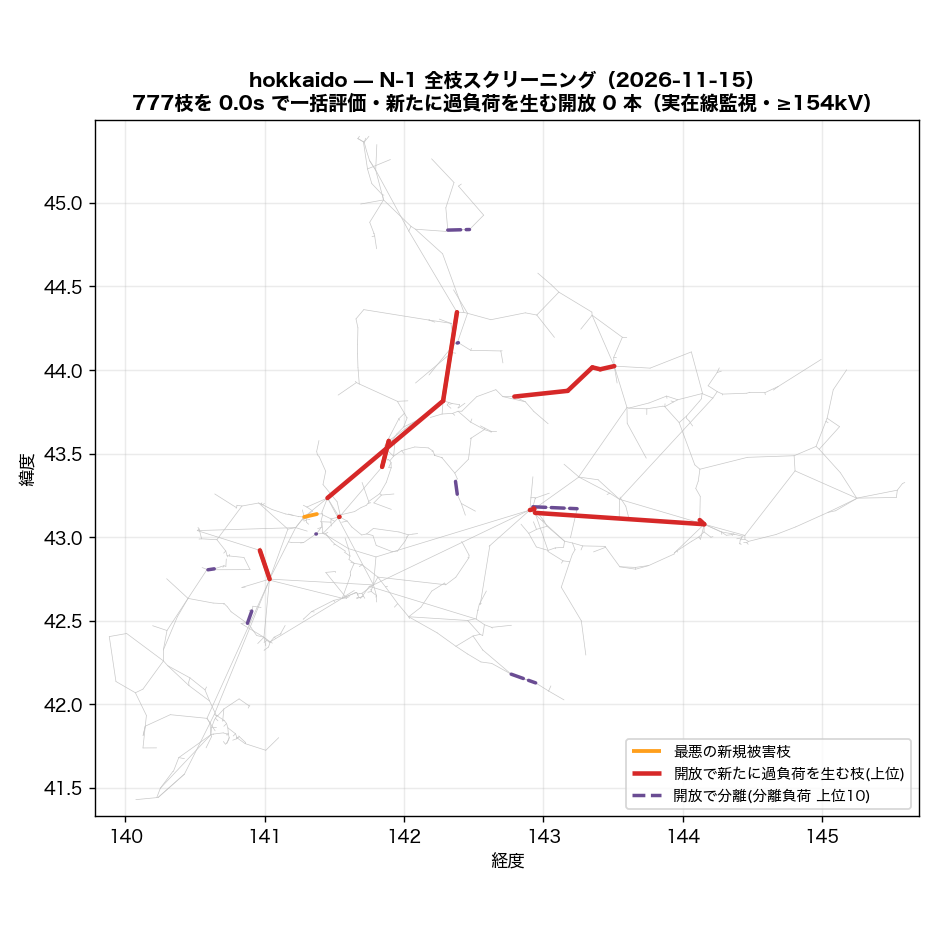 hokkaido — N-1 全枝スクリーニング（2026-11-15）
777枝を 0.0s で一括評価・新たに過負荷を生む開放 0 本（実在線監視・≥154kV）
45.0
44.5
44.0
43.5
43.0
42.5
42.0
41.5
緯度
最悪の新規被害枝
開放で新たに過負荷を生む枝(上位)
開放で分離(分離負荷 上位10)
140
141
142
143
144
145
経度